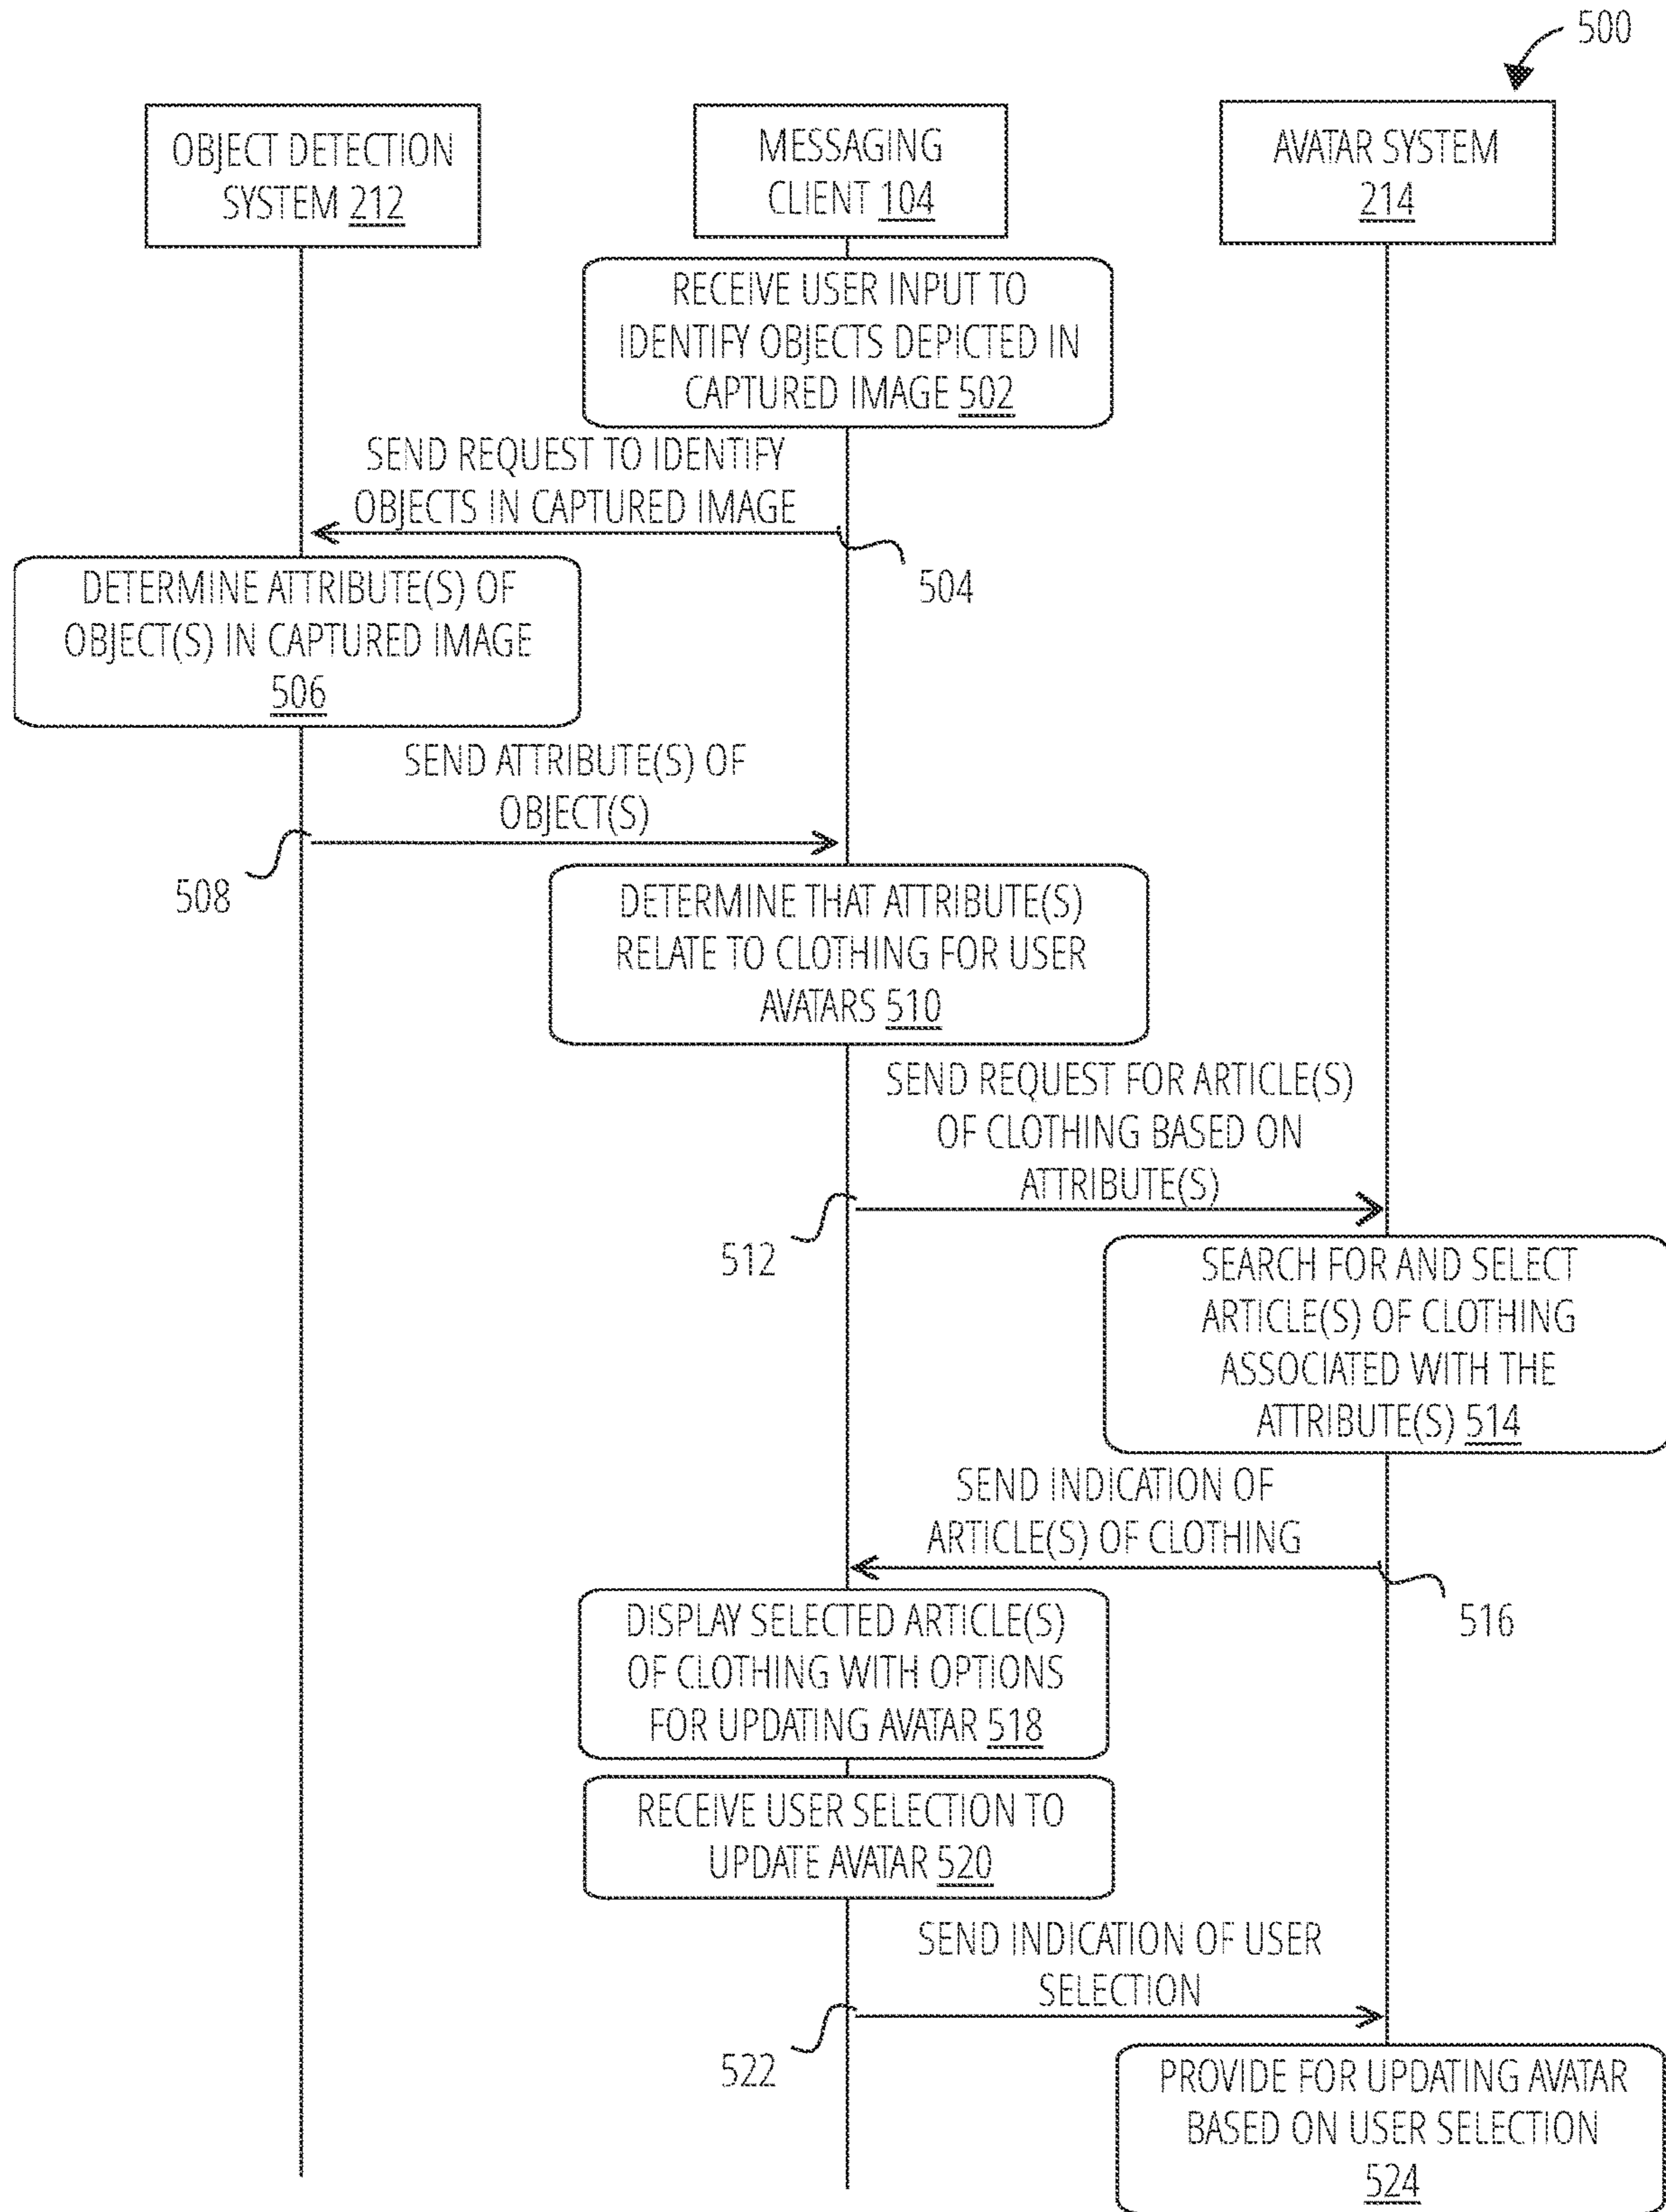 500
OBJECT DETECTION
SYSTEM 212
MESSAGING
CLIENT 104
AVATAR SYSTEM
214
RECEIVE USER INPUT TO
IDENTIFY OBJECTS DEPICTED IN
CAPTURED IMAGE 502
SEND REQUEST TO IDENTIFY
OBJECTS IN CAPTURED IMAGE
504
DETERMINE ATTRIBUTE(S) OF
OBJECT(S) IN CAPTURED IMAGE
506
SEND ATTRIBUTE(S) OF
OBJECT(S)
508
DETERMINE THAT ATTRIBUTE(S)
RELATE TO CLOTHING FOR USER
AVATARS 510
SEND REQUEST FOR ARTICLE(S)
OF CLOTHING BASED ON
ATTRIBUTE(S)
512
SEARCH FOR AND SELECT
ARTICLE(S) OF CLOTHING
ASSOCIATED WITH THE
ATTRIBUTE(S) 514
SEND INDICATION OF
ARTICLE(S) OF CLOTHING
516
DISPLAY SELECTED ARTICLE(S)
OF CLOTHING WITH OPTIONS
FOR UPDATING AVATAR 518
RECEIVE USER SELECTION TO
UPDATE AVATAR 520
SEND INDICATION OF USER
SELECTION
522
PROVIDE FOR UPDATING AVATAR
BASED ON USER SELECTION
524